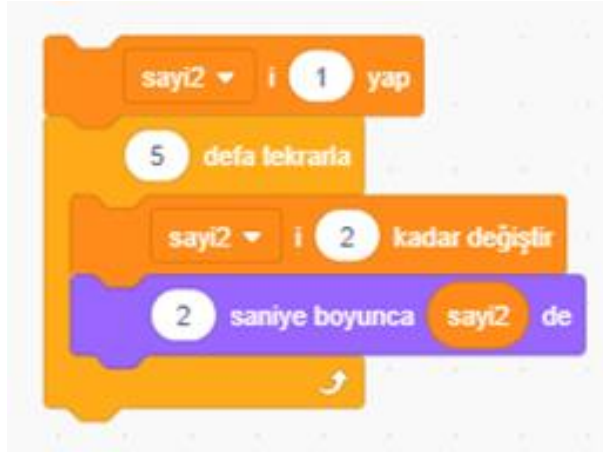 sayi2 i 1 yap
5 defa tekrarla
sayi2 i 2 kadar değiştir
2 saniye boyunca sayi2 de